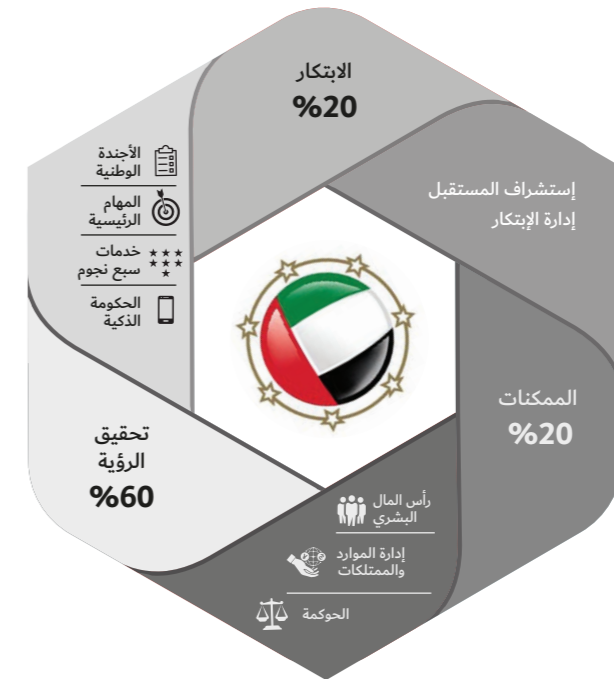 الابتكار
%20
إستشراف المستقبل
إدارة الإبتكار
الأجندة
الوطنية
المهام
الرئيسية
خدمات
سبع نجوم
الحكومة
الذكية
الممكنات
%20
تحقيق
الرؤية
%60
رأس المال
البشري
إدارة الموارد
والممتلكات
الحوكمة